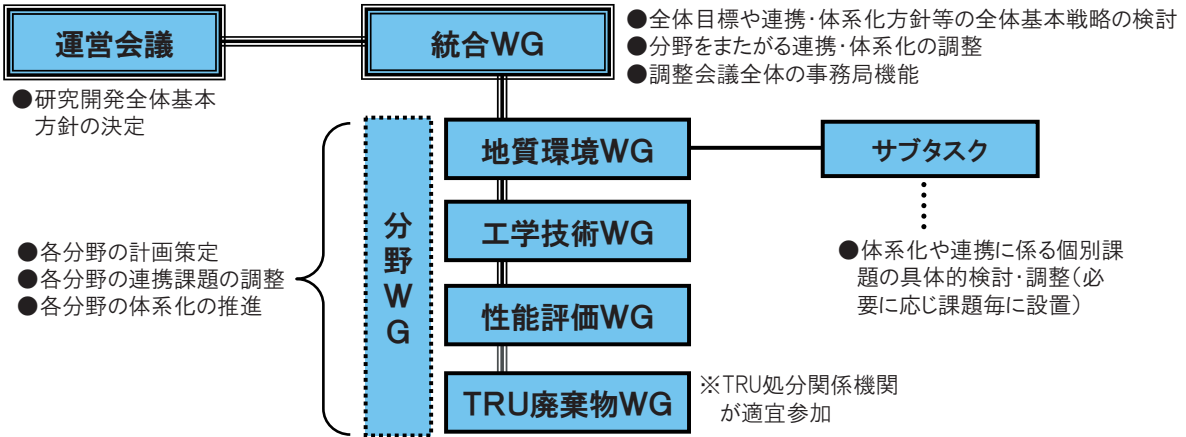 運営会議
統合WG
●全体目標や連携・体系化方針等の全体基本戦略の検討
●分野をまたがる連携・体系化の調整
●調整会議全体の事務局機能
●研究開発全体基本
方針の決定
分野WG
地質環境WG
サブタスク
工学技術WG
●各分野の計画策定
●各分野の連携課題の調整
●各分野の体系化の推進
●体系化や連携に係る個別課
題の具体的検討・調整(必
要に応じ課題毎に設置)
性能評価WG
TRU廃棄物WG
※TRU処分関係機関
が適宜参加